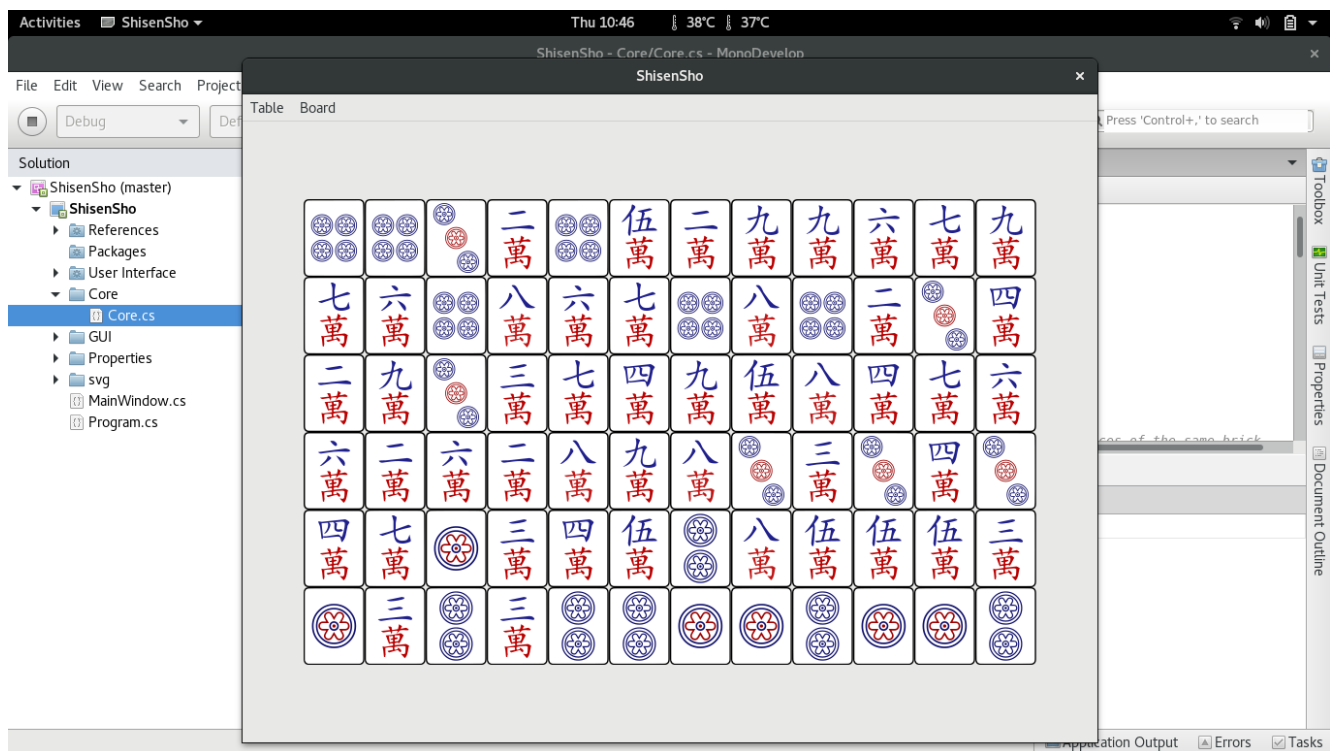 Activities ShisenSho Thu 10:46 38°C 37°C
ShisenSho - Core/Core.cs - MonoDevelop
ShisenSho
File Edit View Search Project
Table Board
Debug
Def
Press 'Control+,' to search
Solution
ShisenSho (master)
ShisenSho
References
Packages
User Interface
Core
Core.cs
GUI
Properties
svg
MainWindow.cs
Program.cs
二萬 伍萬 二萬 九萬 九萬 六萬 七萬 九萬
七萬 六萬 八萬 六萬 七萬 八萬 二萬 四萬
二萬 九萬 三萬 七萬 四萬 九萬 伍萬 八萬 四萬 七萬 六萬
六萬 二萬 六萬 二萬 八萬 九萬 八萬 三萬 四萬
四萬 七萬 三萬 四萬 伍萬 八萬 伍萬 伍萬 伍萬 三萬
三萬 三萬
of the same brick
Toolbox
Unit Tests
Properties
Document Outline
Application Output Errors Tasks